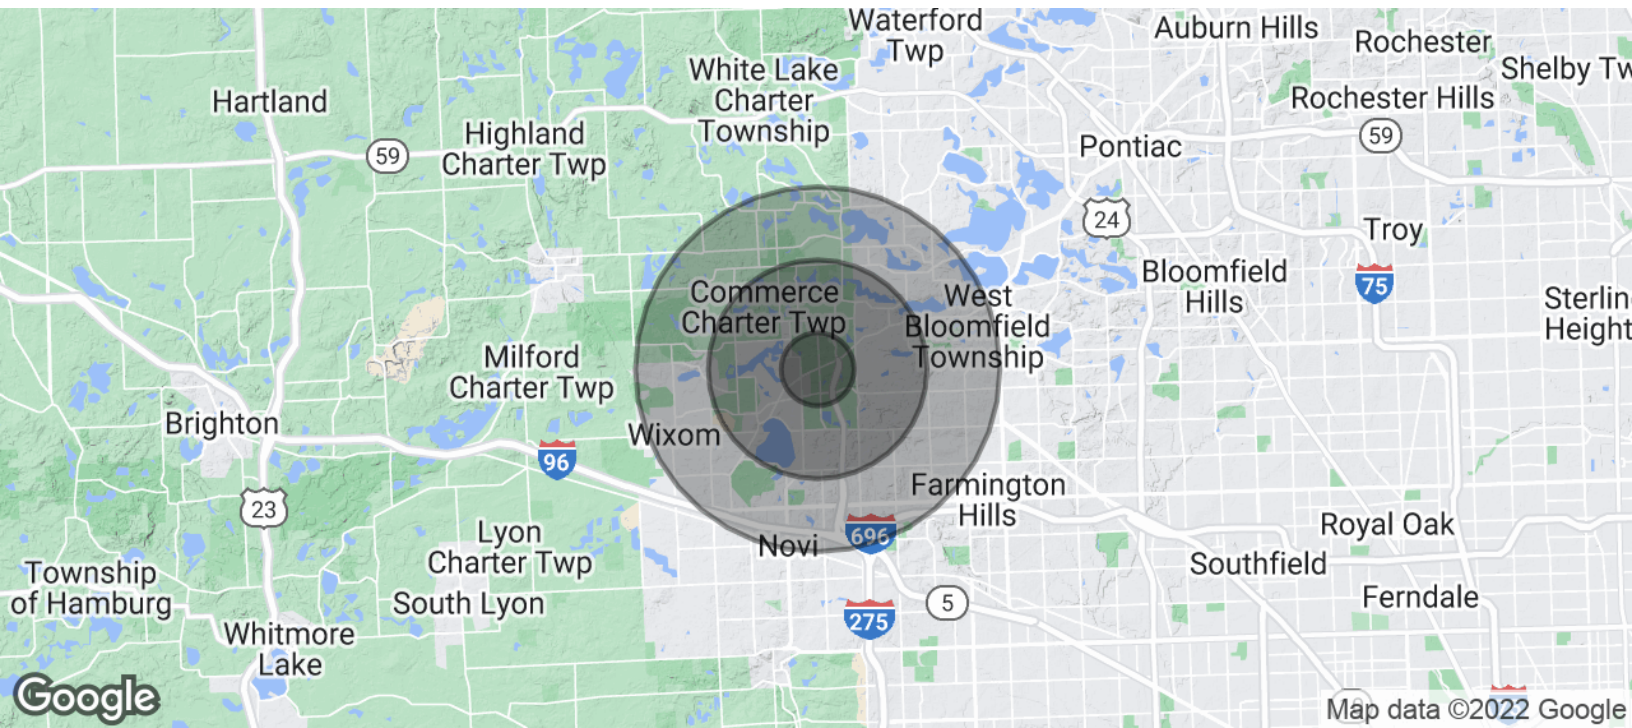 Waterford
Twp
Auburn Hills
Rochester
Shelby Tw
White Lake
Charter
Township
Hartland
Rochester Hills
Highland
Charter Twp
59
Pontiac
59
24
Troy
Bloomfield
Hills
75
Commerce
Charter Twp
West
Bloomfield
Township
Sterlin
Height
Milford
Charter Twp
Brighton
Wixom
96
Farmington
Hills
23
Lyon
Charter Twp
Novi
696
Royal Oak
Southfield
Township
of Hamburg
South Lyon
5
275
Ferndale
Whitmore
Lake
Google
Map data ©2022 Google